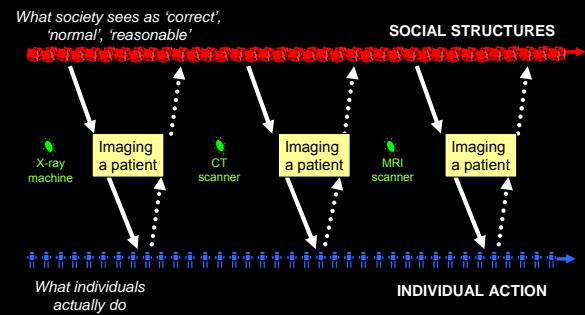 What society sees as ‘correct’,
‘normal’, ‘reasonable’
SOCIAL STRUCTURES
X-ray
machine
Imaging
a patient
CT
scanner
Imaging
a patient
MRI
scanner
Imaging
a patient
What individuals
actually do
INDIVIDUAL ACTION